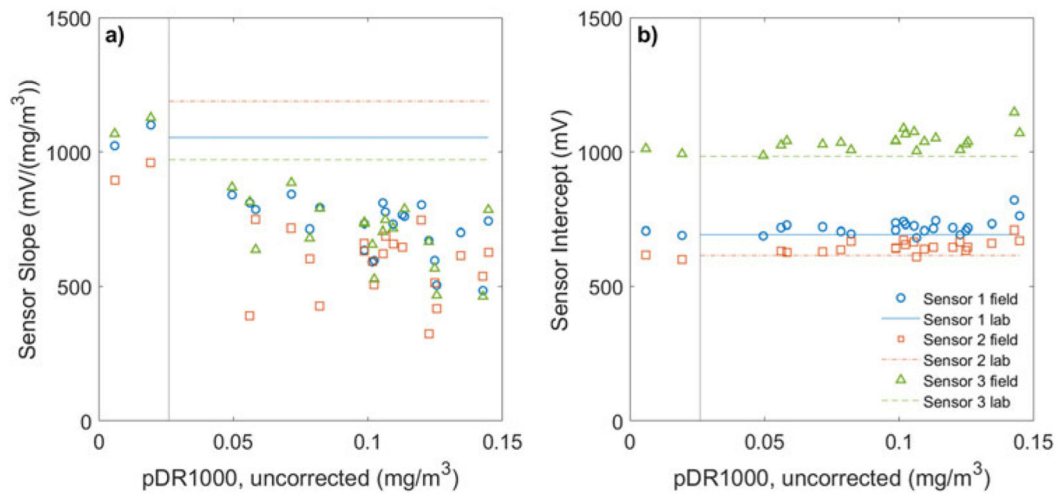 a)
1500
1000
500
0
Sensor Slope (mV/(mg/m³))
0 0.05 0.1 0.15
pDR1000, uncorrected (mg/m³)
b)
1500
1000
500
0
Sensor Intercept (mV)
Sensor 1 field
Sensor 1 lab
Sensor 2 field
Sensor 2 lab
Sensor 3 field
Sensor 3 lab
0 0.05 0.1 0.15
pDR1000, uncorrected (mg/m³)